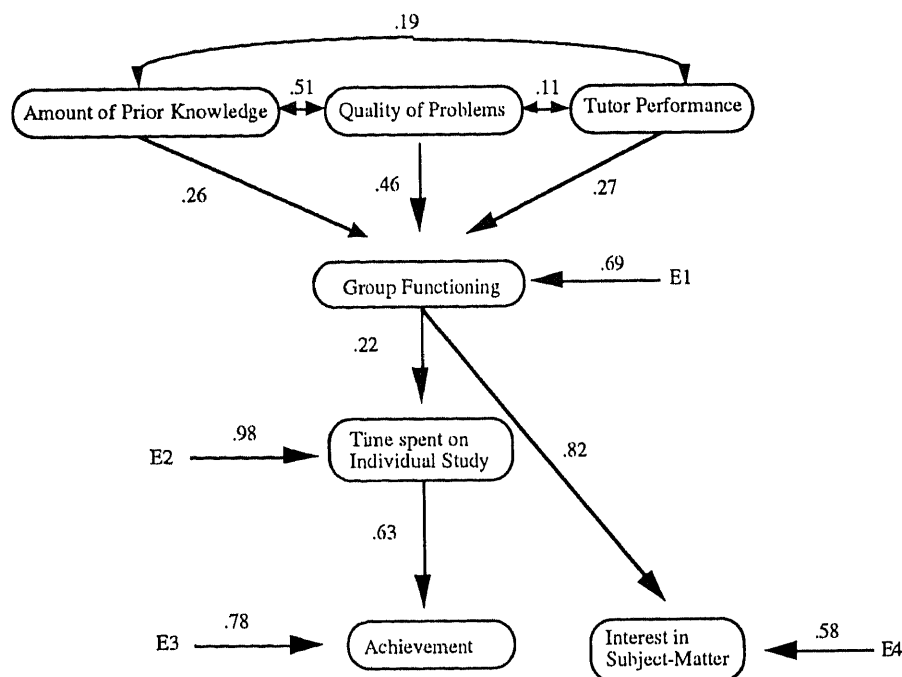 .19
.51
.11
Amount of Prior Knowledge
Quality of Problems
Tutor Performance
.26
.46
.27
Group Functioning
.69
E1
.22
.98
E2
Time spent on
Individual Study
.82
.63
.78
E3
Achievement
Interest in
Subject-Matter
.58
E4